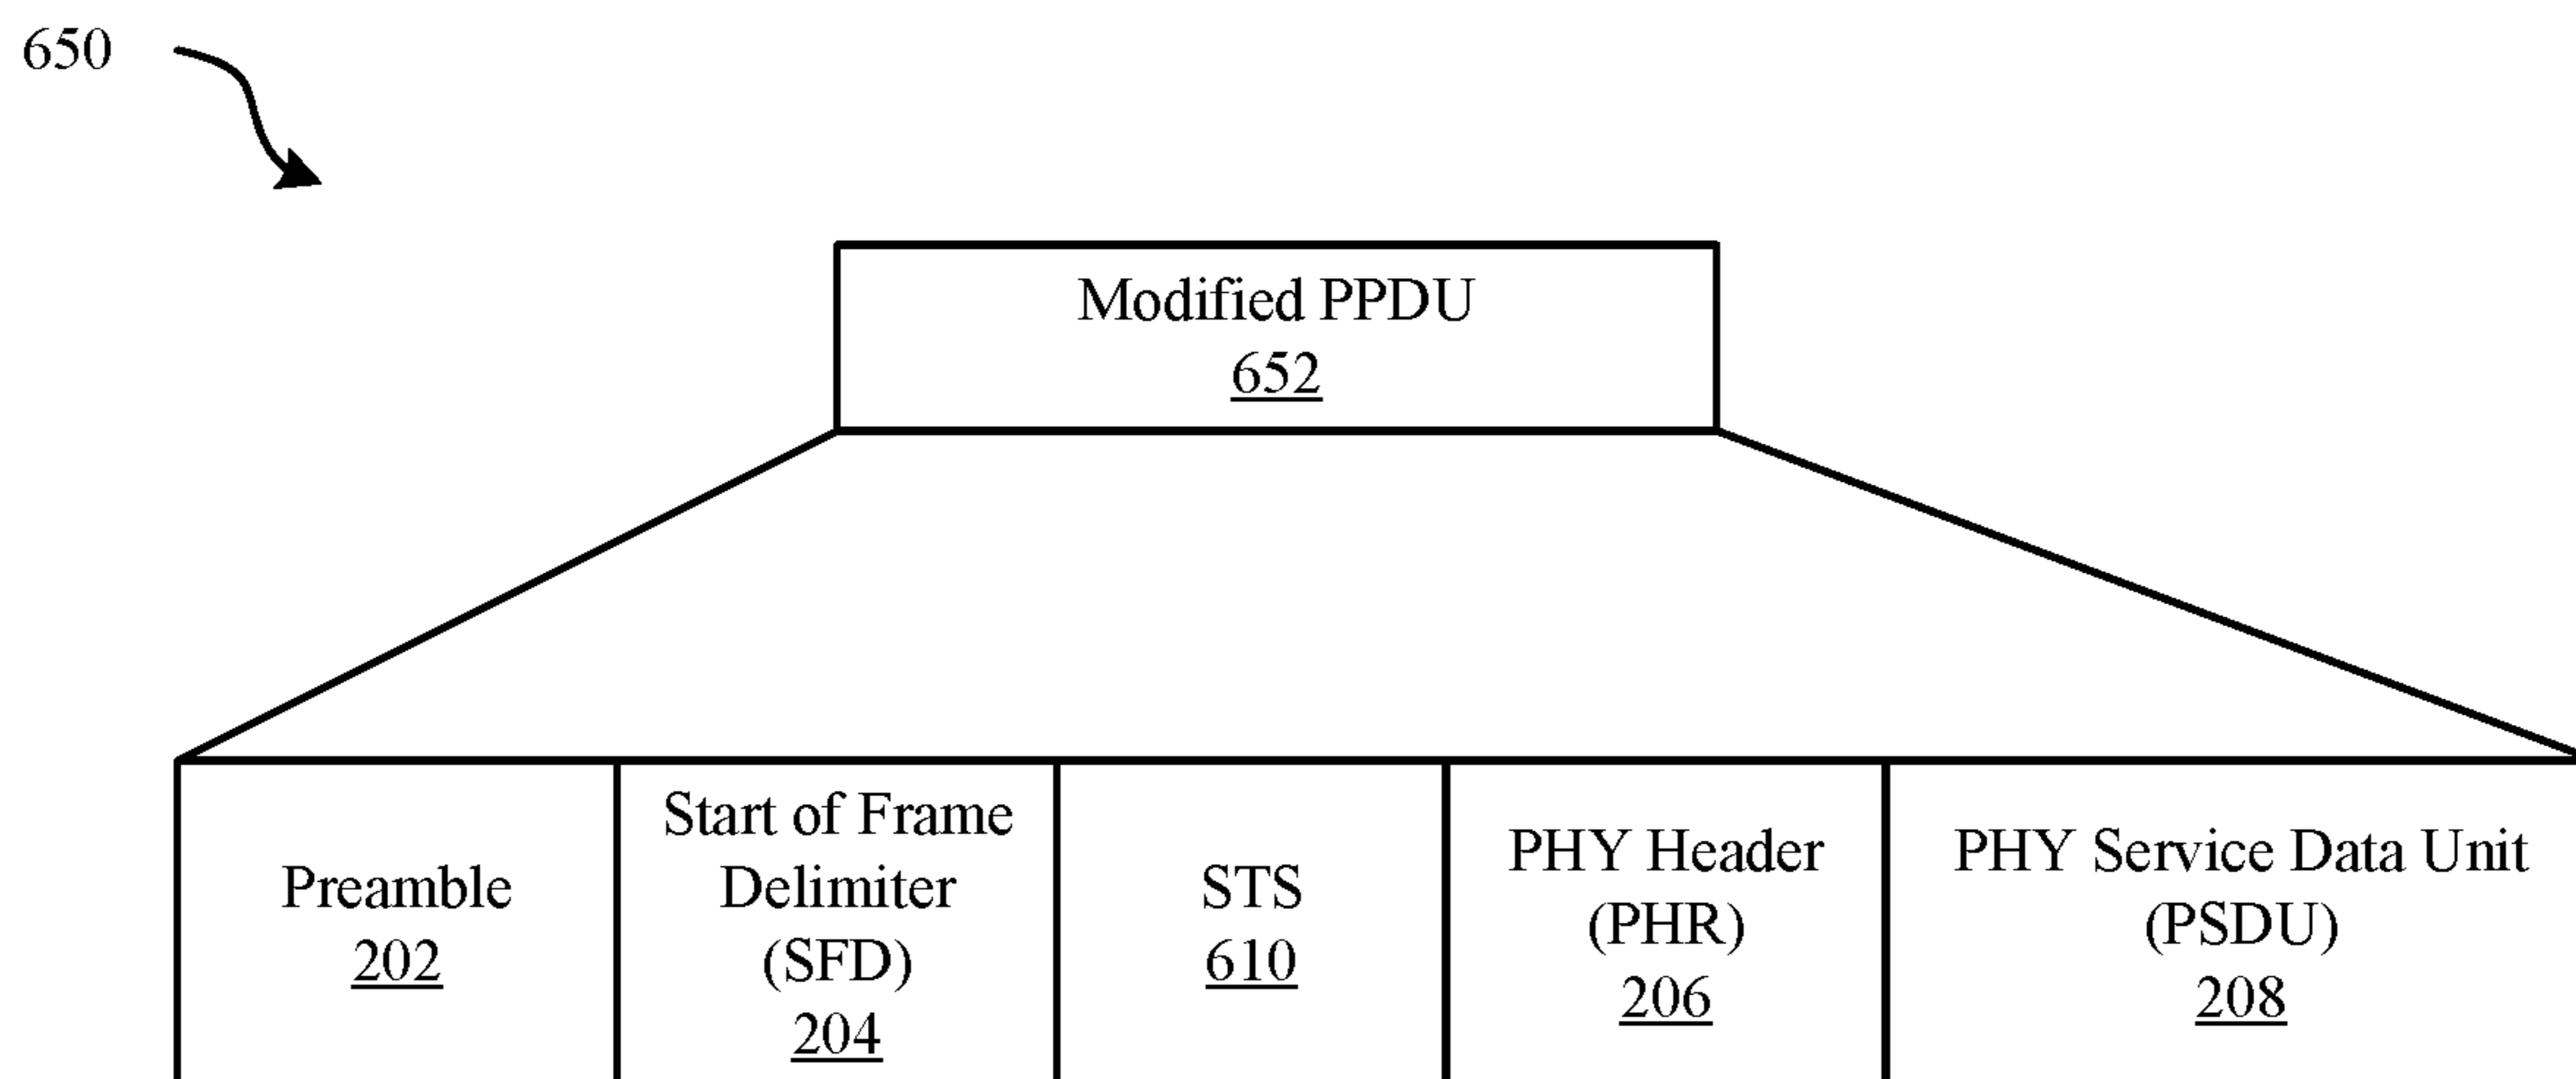 650
Modified PPDU
652
Preamble
202
Start of Frame
Delimiter
(SFD)
204
STS
610
PHY Header
(PHR)
206
PHY Service Data Unit
(PSDU)
208